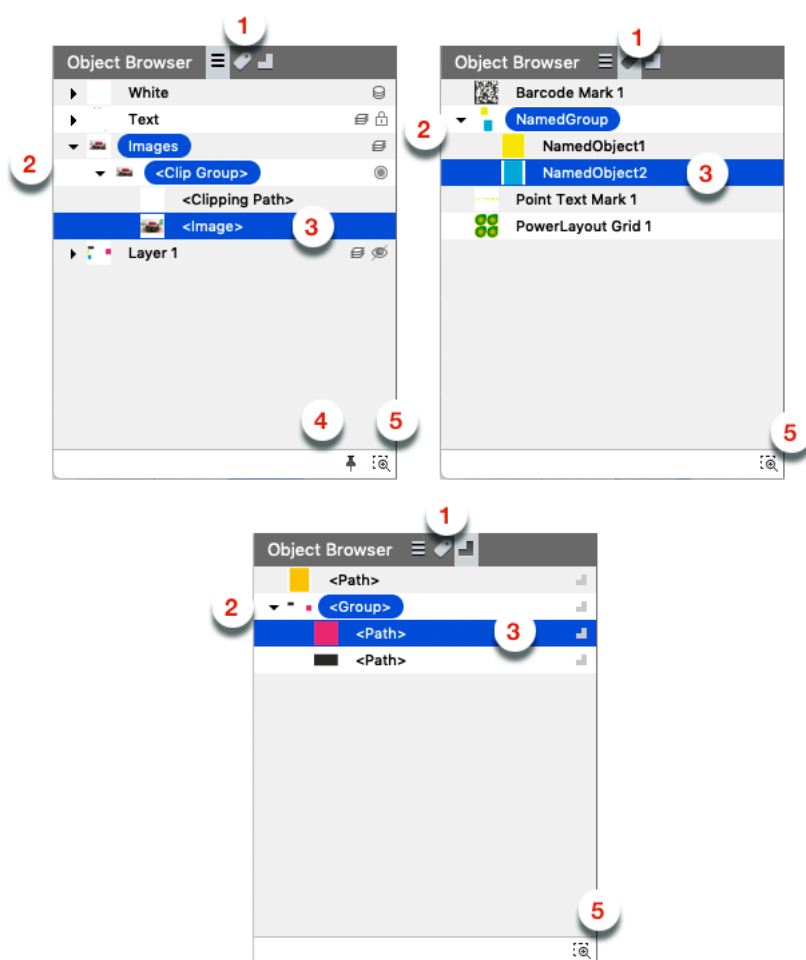 1
Object Browser
White
Text
2
Images
<Clip Group>
<Clipping Path>
<Image>
3
Layer 1
4
5
1
Object Browser
Barcode Mark 1
2
NamedGroup
NamedObject1
NamedObject2
3
Point Text Mark 1
PowerLayout Grid 1
5
1
Object Browser
<Path>
2
<Group>
<Path>
3
<Path>
5